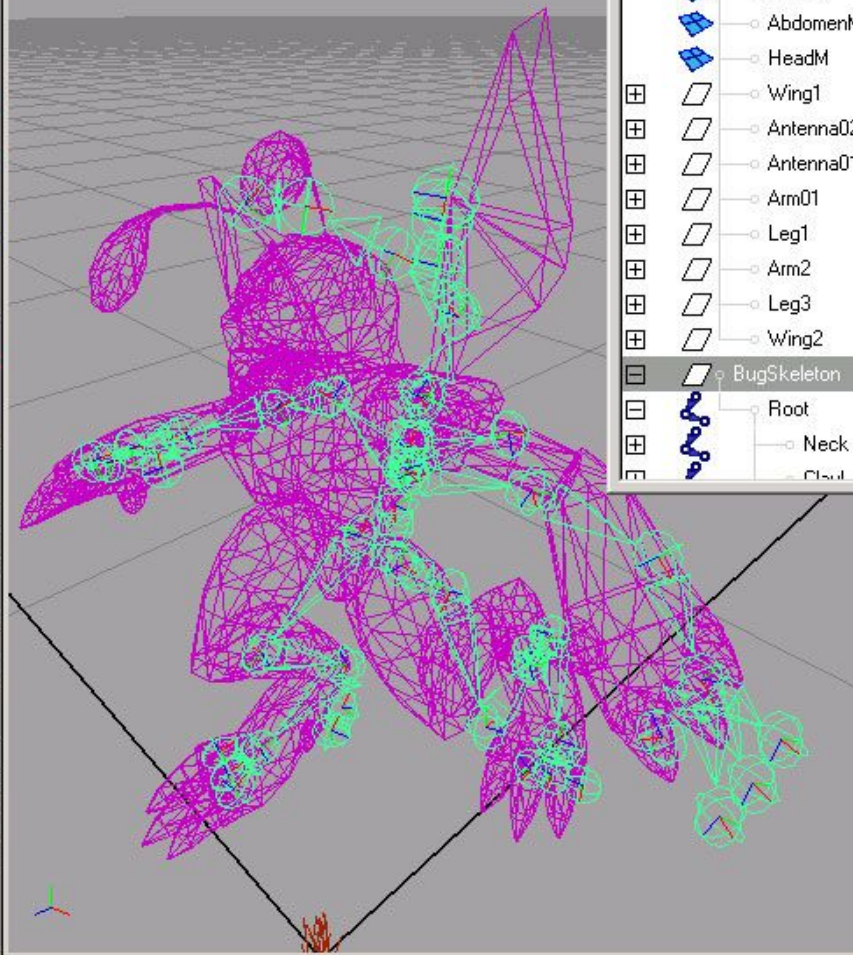 AbdomenM
HeadM
Wing1
Antenna02
Antenna01
Arm01
Leg1
Arm2
Leg3
Wing2
BugSkeleton
Root
Neck